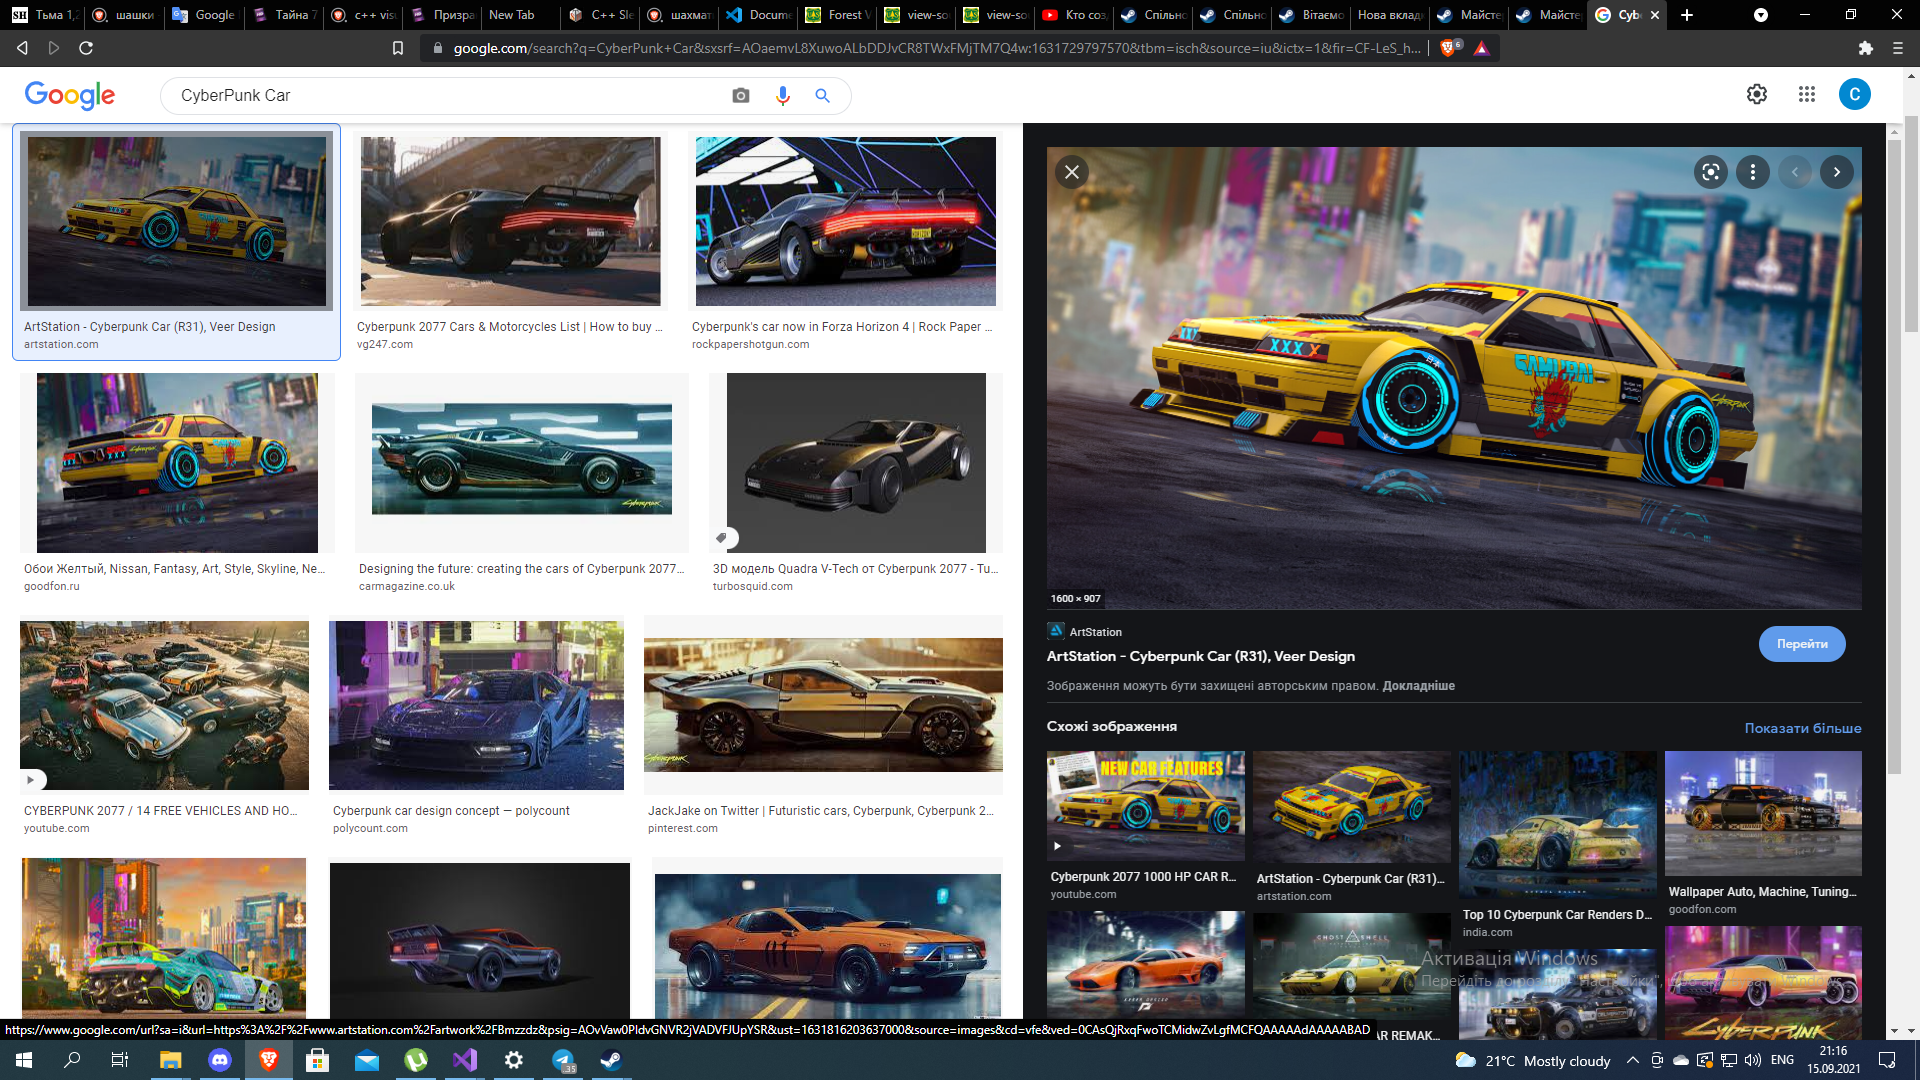 SH Тьма 1,2
шашки
Google
Тайна 7
c++ vis
Призра
New Tab
C++ Sle
шахмат
Docume
Forest V
view-so
view-so
Кто соз
Спільно
Спільно
Вітаємо
Нова вклад
Майстер
Майстер
Cyb
google.com/search?q=CyberPunk+Car&sxsrf=AOaemvL8XuwoALbDDJvCR8TWxFMjTM7Q4w:1631729797570&tbm=isch&source=iu&ictx=1&fir=CF-LeS_h...
6
Google
CyberPunk Car
C
ArtStation - Cyberpunk Car (R31), Veer Design
artstation.com
Cyberpunk 2077 Cars & Motorcycles List | How to buy ...
vg247.com
Cyberpunk's car now in Forza Horizon 4 | Rock Paper ...
rockpapershotgun.com
Обои Желтый, Nissan, Fantasy, Art, Style, Skyline, Ne...
goodfon.ru
Designing the future: creating the cars of Cyberpunk 2077...
carmagazine.co.uk
3D модель Quadra V-Tech от Cyberpunk 2077 - Tu...
turbosquid.com
CYBERPUNK 2077 / 14 FREE VEHICLES AND HO...
youtube.com
Cyberpunk car design concept — polycount
polycount.com
JackJake on Twitter | Futuristic cars, Cyberpunk, Cyberpunk 2...
pinterest.com
XXX X
SAMURAI
CYBERPUNK
1600 × 907
ArtStation
ArtStation - Cyberpunk Car (R31), Veer Design
Перейти
Зображення можуть бути захищені авторським правом. Докладніше
Схожі зображення
Показати більше
NEW CAR FEATURES
Cyberpunk 2077 1000 HP CAR R...
youtube.com
ArtStation - Cyberpunk Car (R31)...
artstation.com
Top 10 Cyberpunk Car Renders D...
india.com
Wallpaper Auto, Machine, Tuning...
goodfon.com
GHOST SHELL
CYBERPUNK
Активація Windows
AR REMAK...
https://www.google.com/url?sa=i&url=https%3A%2F%2Fwww.artstation.com%2Fartwork%2FBmzzdz&psig=AOvVaw0PldvGNVR2jVADVFJUpYSR&ust=1631816203637000&source=images&cd=vfe&ved=0CAsQjRxqFwoTCMidwZvLgfMCFQAAAAAdAAAAABAD
.35
21°C Mostly cloudy
ENG
21:16
15.09.2021